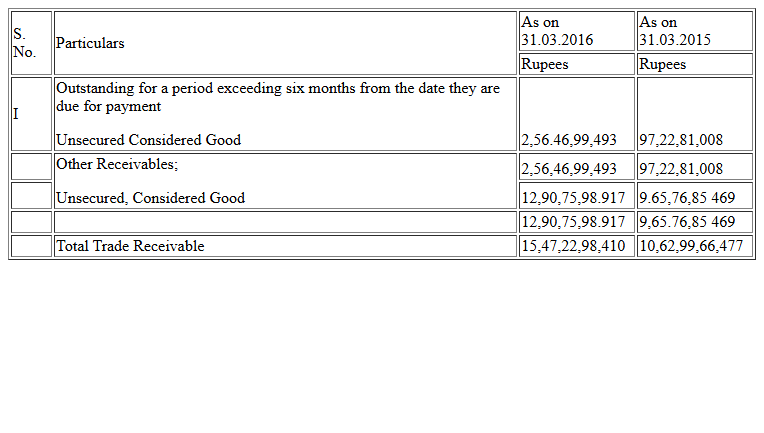 S. No.
Particulars
As on 31.03.2016
As on 31.03.2015
Rupees
Rupees
I
Outstanding for a period exceeding six months from the date they are
due for payment
Unsecured Considered Good
2,56.46,99,493
97,22,81,008
Other Receivables;
2,56,46,99,493
97,22,81,008
Unsecured, Considered Good
12,90,75,98.917
9.65,76,85 469
12,90,75,98.917
9,65.76,85 469
Total Trade Receivable
15,47,22,98,410
10,62,99,66,477